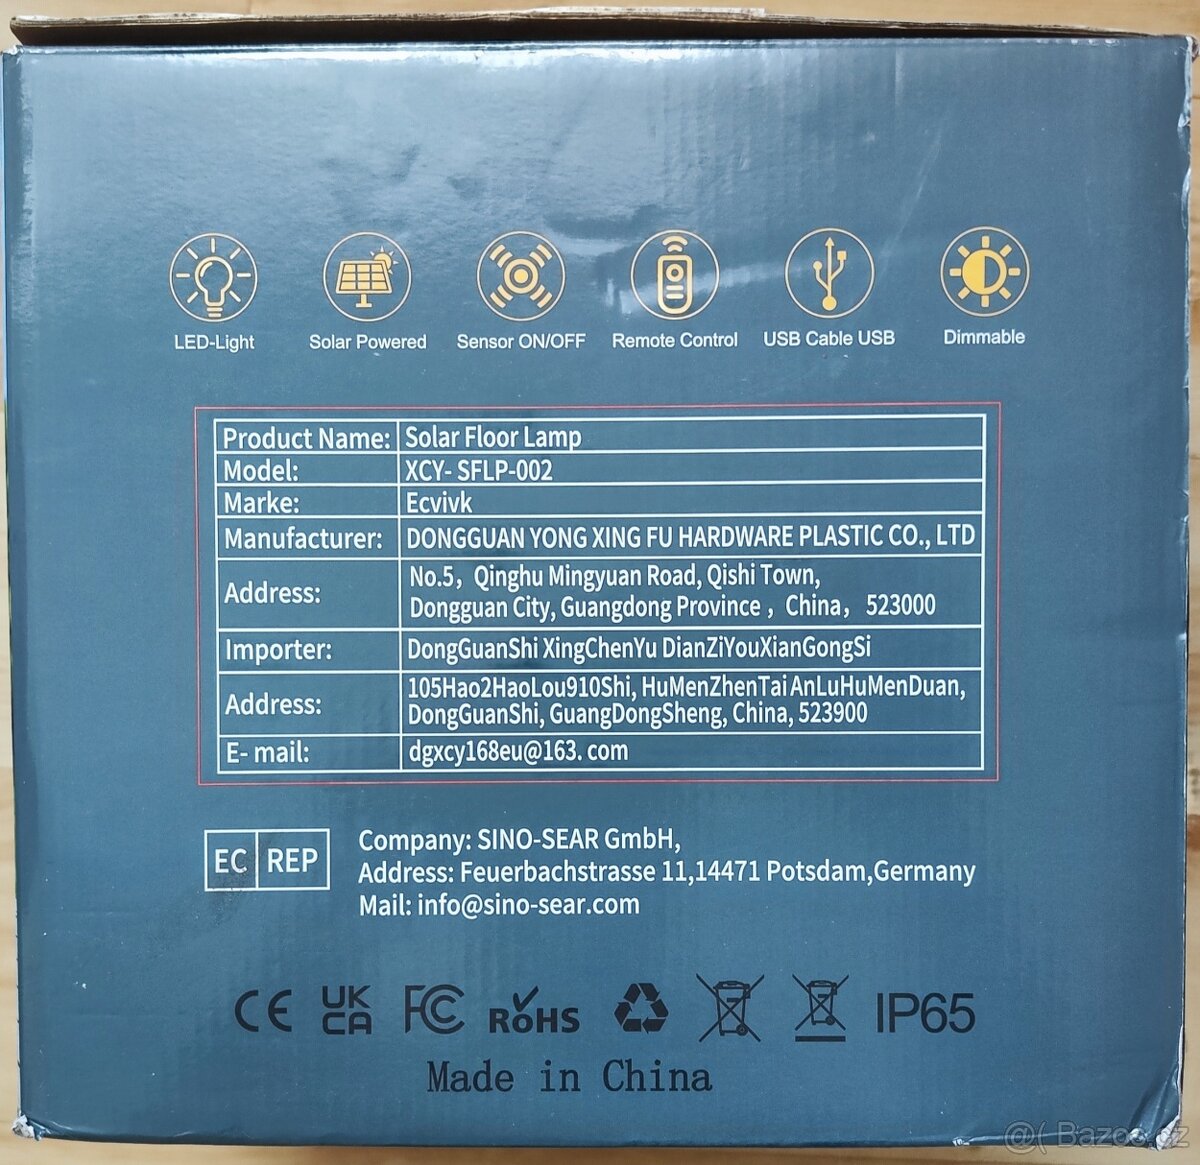 LED-Light Solar Powered Sensor ON/OFF Remote Control USB Cable USB Dimmable
Product Name: Solar Floor Lamp
Model: XCY- SFLP-002
Marke: Ecvivk
Manufacturer: DONGGUAN YONG XING FU HARDWARE PLASTIC CO., LTD
Address: No.5, Qinghu Mingyuan Road, Qishi Town,
Dongguan City, Guangdong Province , China, 523000
Importer: DongGuanShi XingChenYu DianZiYouXianGongSi
Address: 105Hao2HaoLou910Shi, HuMenZhenTaiAnLuHuMenDuan,
DongGuanShi, GuangDongSheng, China, 523900
E- mail: dgxcy168eu@163. com
EC REP
Company: SINO-SEAR GmbH,
Address: Feuerbachstrasse 11,14471 Potsdam,Germany
Mail: info@sino-sear.com
CE UK CA FC RoHS IP65
Made in China
@( Bazos.cz